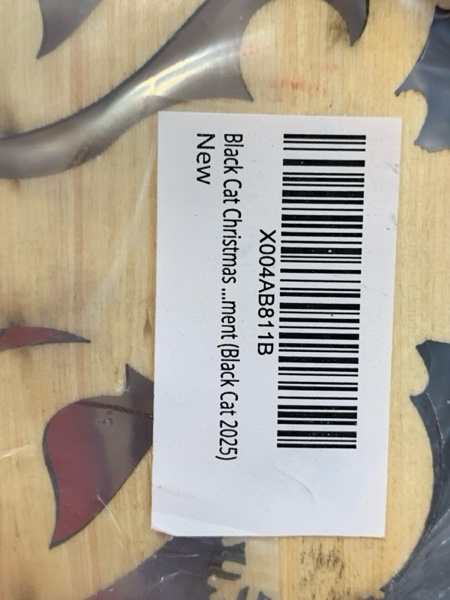 X004AB811B
Black Cat Christmas ...ment (Black Cat 2025)
New